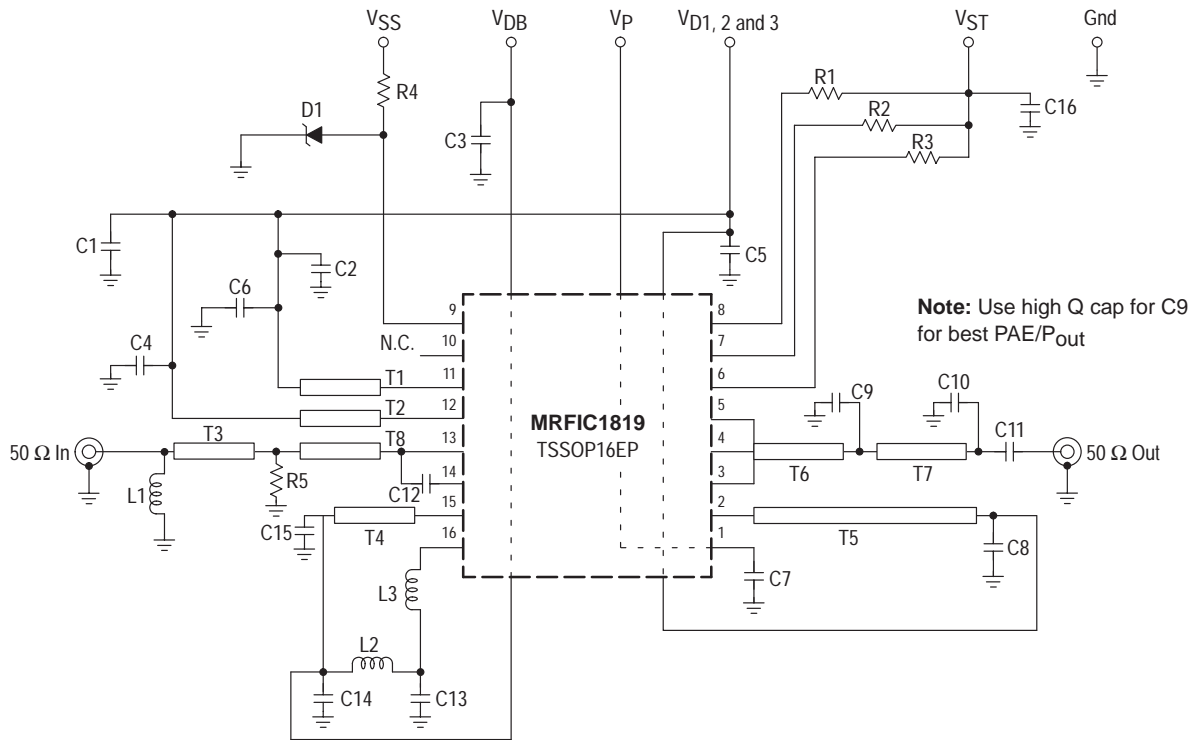 VSS
VDB
VP
VD1, 2 and 3
VST
Gnd
R4
D1
C3
R1
R2
R3
C16
C1
C2
C6
C5
C4
Note: Use high Q cap for C9
for best PAE/Pout
N.C.
9
10
11
12
13
14
15
16
8
7
6
5
4
3
2
1
T1
T2
MRFIC1819
TSSOP16EP
C9
C10
C11
50 Ω In
T3
T8
R5
L1
C12
T6
T7
50 Ω Out
C15
T4
T5
C8
C7
L3
L2
C14
C13